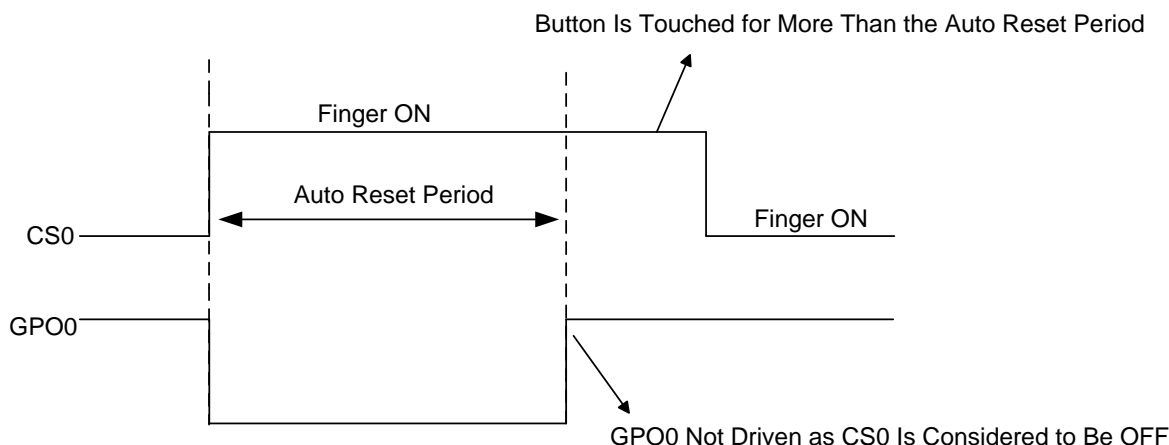 Button Is Touched for More Than the Auto Reset Period
Finger ON
Auto Reset Period
Finger ON
CS0
GPO0
GPO0 Not Driven as CS0 Is Considered to Be OFF